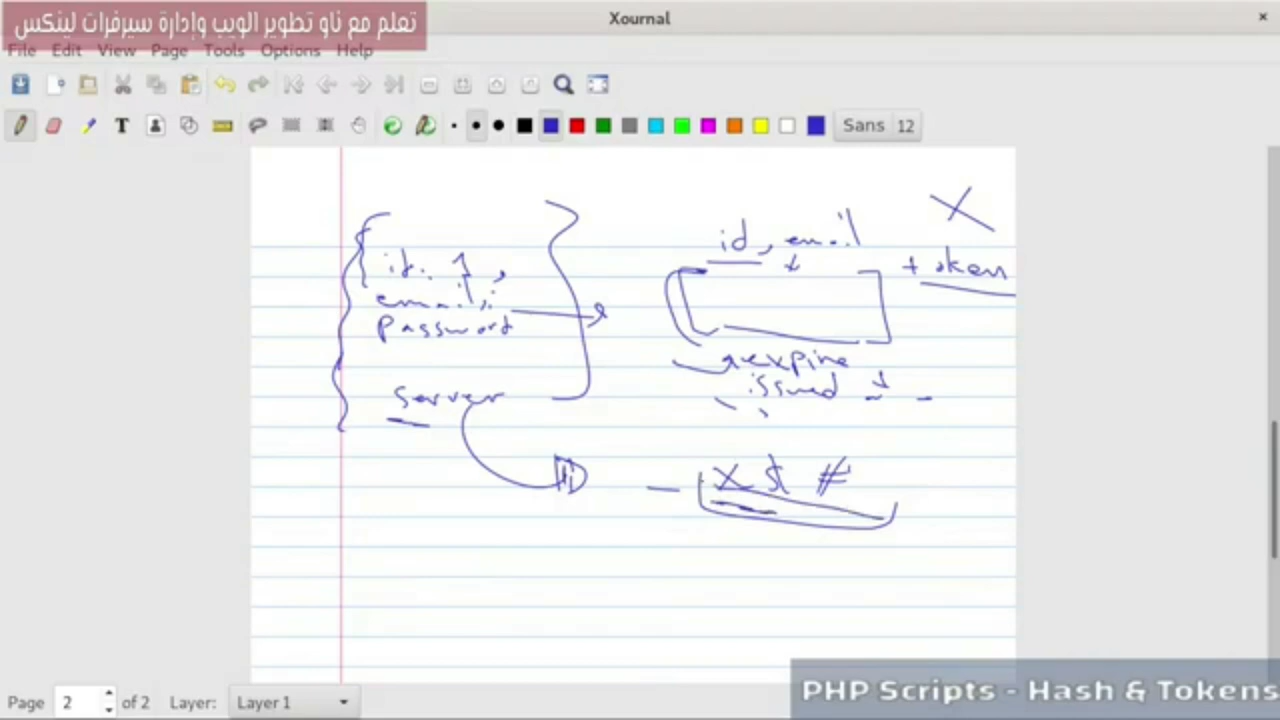 تعلم مع ناو تطوير الويب وإدارة سيرفرات لينكس
Xournal
File Edit View Page Tools Options Help
Sans 12
id, email
+ token
id: 1,
email,:
password
expire
issued
server
X $ #
Page 2 of 2 Layer: Layer 1
PHP Scripts - Hash & Tokens